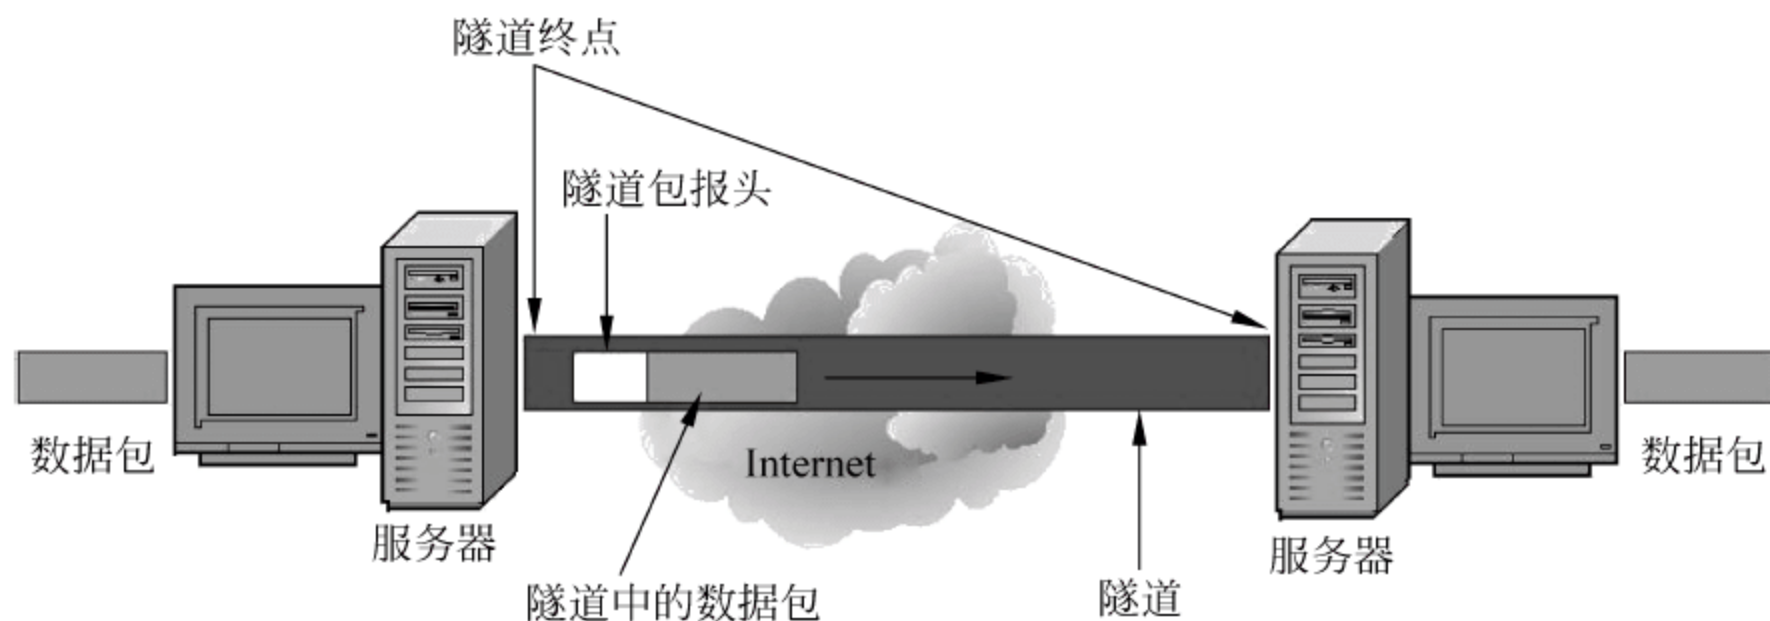 隧道终点
隧道包报头
Internet
数据包
数据包
服务器
服务器
隧道中的数据包
隧道